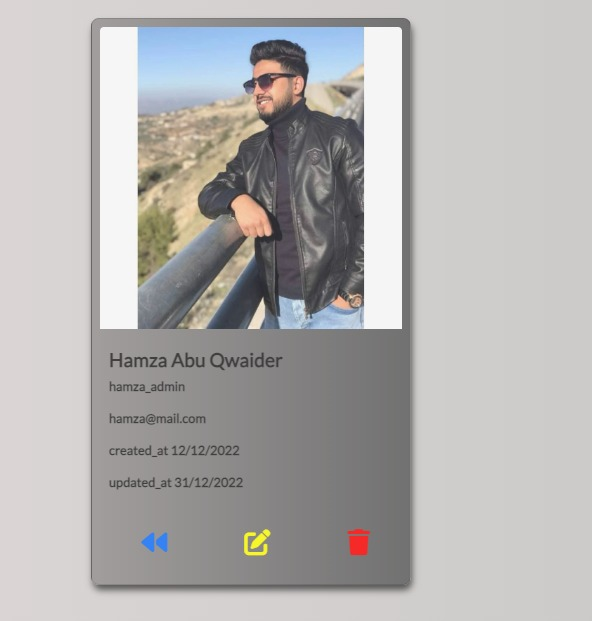 Hamza Abu Qwaider
hamza_admin
hamza@mail.com
created_at 12/12/2022
updated_at 31/12/2022